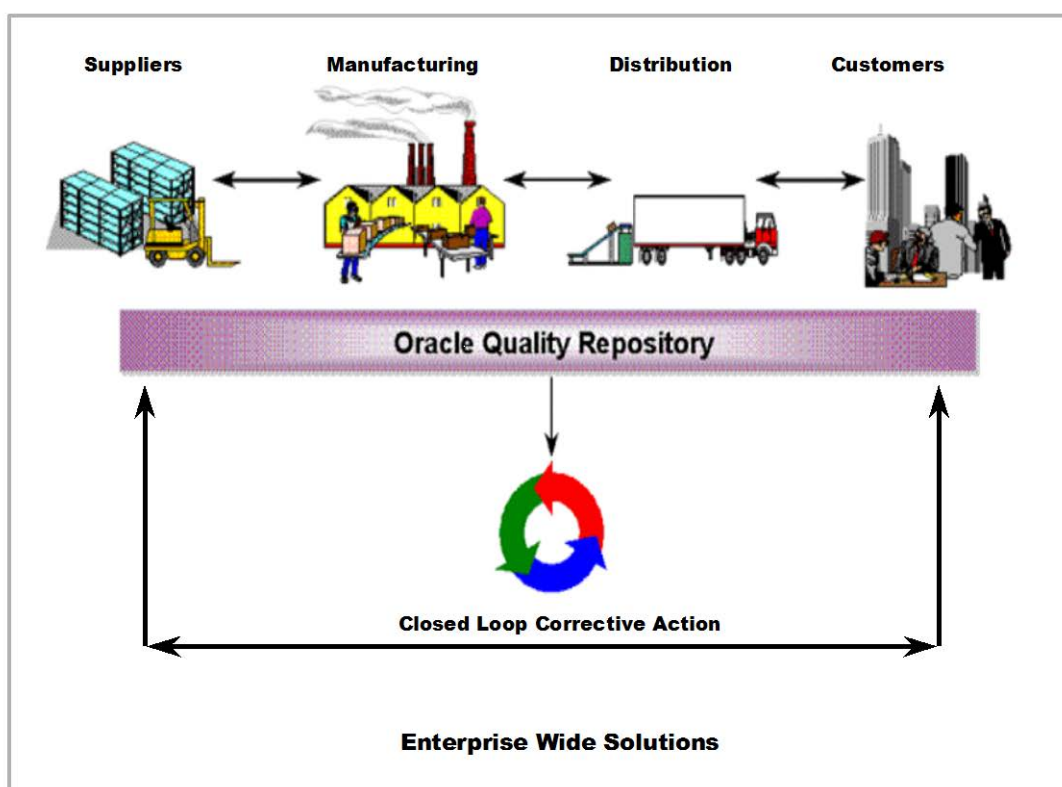 Suppliers
Manufacturing
Distribution
Customers
Oracle Quality Repository
Closed Loop Corrective Action
Enterprise Wide Solutions